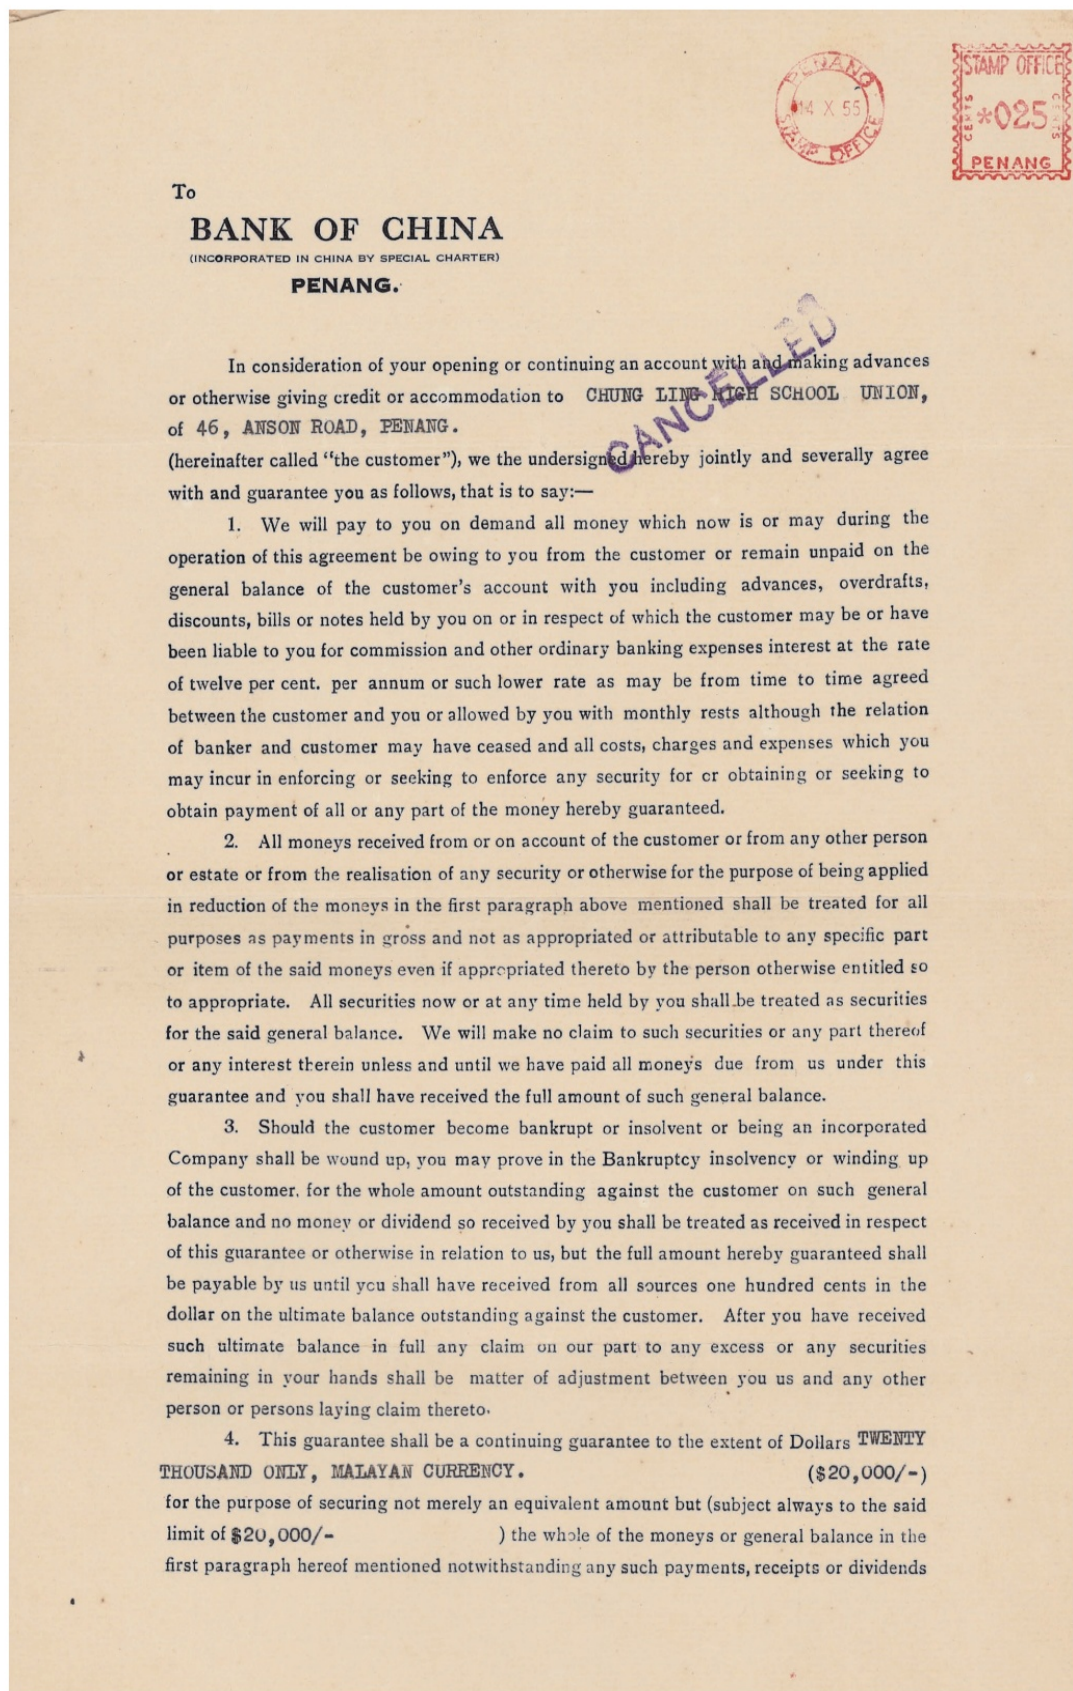 PENANG
14 X 55
STAMP OFFICE
STAMP OFFICE
CENTS *025 CENTS
PENANG
To
BANK OF CHINA
(INCORPORATED IN CHINA BY SPECIAL CHARTER)
PENANG.
CANCELLED
In consideration of your opening or continuing an account with and making advances
or otherwise giving credit or accommodation to CHUNG LING HIGH SCHOOL UNION,
of 46, ANSON ROAD, PENANG.
(hereinafter called "the customer"), we the undersigned hereby jointly and severally agree
with and guarantee you as follows, that is to say:—
1. We will pay to you on demand all money which now is or may during the
operation of this agreement be owing to you from the customer or remain unpaid on the
general balance of the customer's account with you including advances, overdrafts,
discounts, bills or notes held by you on or in respect of which the customer may be or have
been liable to you for commission and other ordinary banking expenses interest at the rate
of twelve per cent. per annum or such lower rate as may be from time to time agreed
between the customer and you or allowed by you with monthly rests although the relation
of banker and customer may have ceased and all costs, charges and expenses which you
may incur in enforcing or seeking to enforce any security for or obtaining or seeking to
obtain payment of all or any part of the money hereby guaranteed.
2. All moneys received from or on account of the customer or from any other person
or estate or from the realisation of any security or otherwise for the purpose of being applied
in reduction of the moneys in the first paragraph above mentioned shall be treated for all
purposes as payments in gross and not as appropriated or attributable to any specific part
or item of the said moneys even if appropriated thereto by the person otherwise entitled so
to appropriate. All securities now or at any time held by you shall be treated as securities
for the said general balance. We will make no claim to such securities or any part thereof
or any interest therein unless and until we have paid all moneys due from us under this
guarantee and you shall have received the full amount of such general balance.
3. Should the customer become bankrupt or insolvent or being an incorporated
Company shall be wound up, you may prove in the Bankruptcy insolvency or winding up
of the customer, for the whole amount outstanding against the customer on such general
balance and no money or dividend so received by you shall be treated as received in respect
of this guarantee or otherwise in relation to us, but the full amount hereby guaranteed shall
be payable by us until you shall have received from all sources one hundred cents in the
dollar on the ultimate balance outstanding against the customer. After you have received
such ultimate balance in full any claim on our part to any excess or any securities
remaining in your hands shall be matter of adjustment between you us and any other
person or persons laying claim thereto.
4. This guarantee shall be a continuing guarantee to the extent of Dollars TWENTY
THOUSAND ONLY, MALAYAN CURRENCY. ($20,000/-)
for the purpose of securing not merely an equivalent amount but (subject always to the said
limit of $20,000/- ) the whole of the moneys or general balance in the
first paragraph hereof mentioned notwithstanding any such payments, receipts or dividends